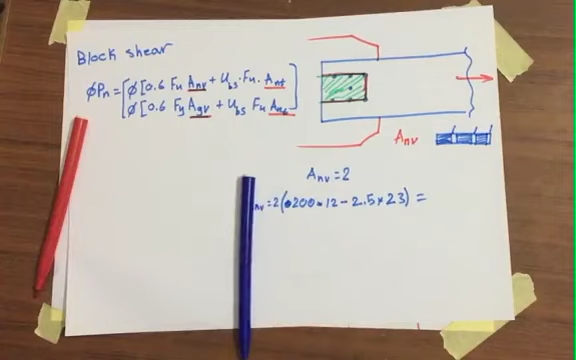 Block shear
ϕPn = [ ϕ[0.6 Fu Anv + Ubs·Fu·Ant
ϕ[0.6 Fy Agv + Ubs Fu Ant ]
Anv
Anv = 2
nv = 2(200*12 - 2.5*23) =